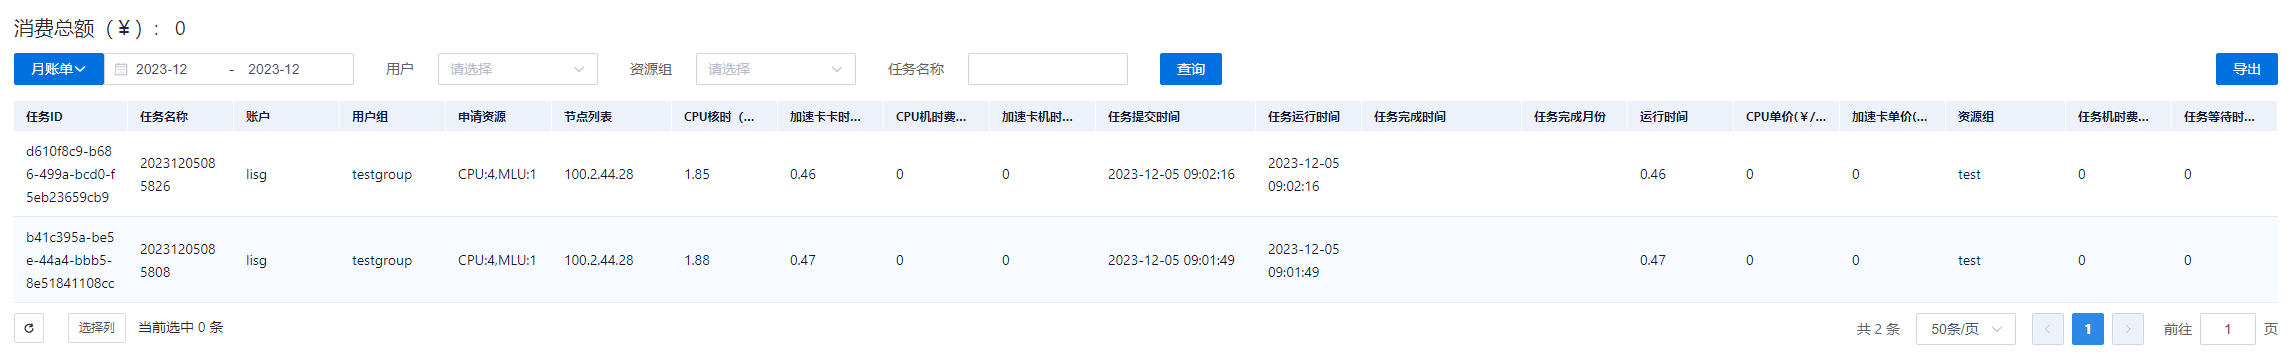 消费总额（￥）： 0
月账单 2023-12 - 2023-12 用户 请选择 资源组 请选择 任务名称 查询 导出
任务ID 任务名称 账户 用户组 申请资源 节点列表 CPU核时（... 加速卡卡时... CPU机时费... 加速卡机时... 任务提交时间 任务运行时间 任务完成时间 任务完成月份 运行时间 CPU单价(￥/... 加速卡单价(... 资源组 任务机时费... 任务等待时...
d610f8c9-b68
6-499a-bcd0-f
5eb23659cb9
2023120508
5826
lisg testgroup CPU:4,MLU:1 100.2.44.28 1.85 0.46 0 0 2023-12-05 09:02:16
2023-12-05
09:02:16
0.46 0 0 test 0 0
b41c395a-be5
e-44a4-bbb5-
8e51841108cc
2023120508
5808
lisg testgroup CPU:4,MLU:1 100.2.44.28 1.88 0.47 0 0 2023-12-05 09:01:49
2023-12-05
09:01:49
0.47 0 0 test 0 0
选择列 当前选中 0 条 共 2 条 50条/页 1 前往 1 页